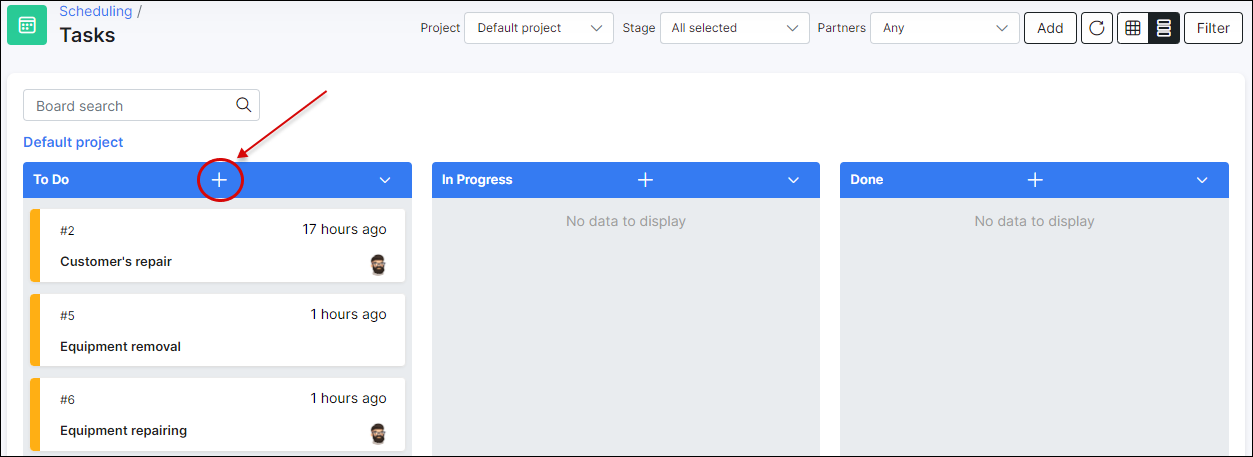 Scheduling /
Tasks
Project Default project Stage All selected Partners Any Add Filter
Board search
Default project
To Do
#2 17 hours ago
Customer's repair
#5 1 hours ago
Equipment removal
#6 1 hours ago
Equipment repairing
In Progress
No data to display
Done
No data to display